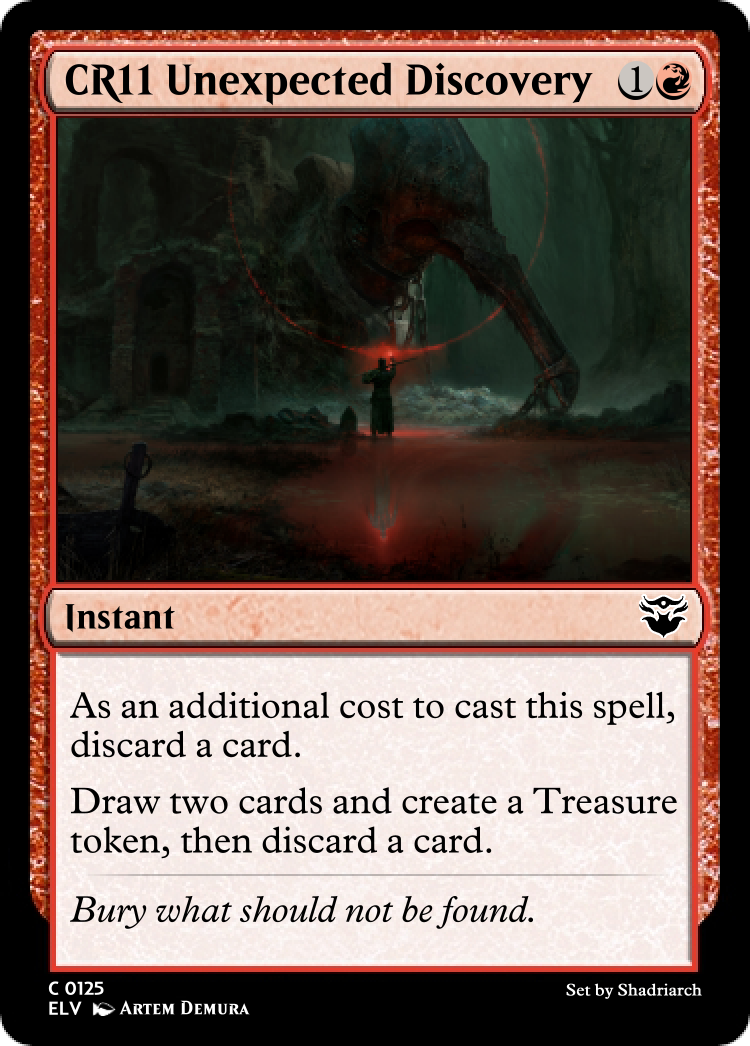 CR11 Unexpected Discovery 1
Instant
As an additional cost to cast this spell,
discard a card.
Draw two cards and create a Treasure
token, then discard a card.
Bury what should not be found.
C 0125
Set by Shadriarch
ELV ARTEM DEMURA